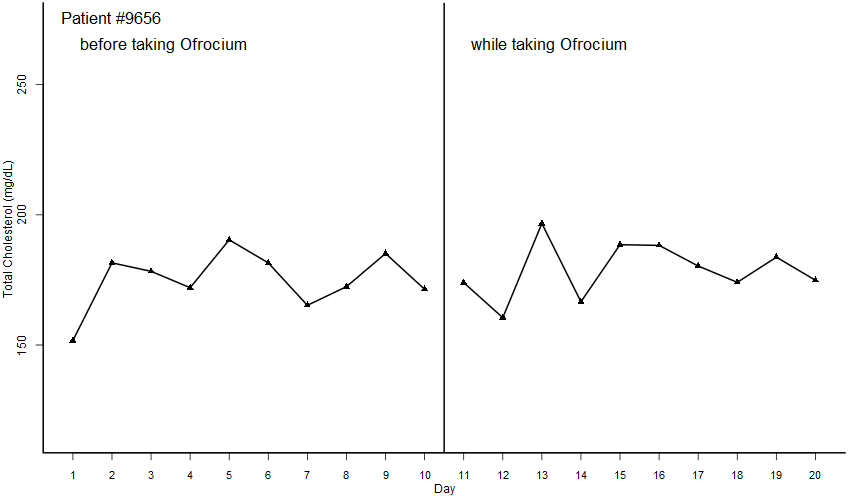 Patient #9656
before taking Ofrocium
while taking Ofrocium
Total Cholesterol (mg/dL)
250
200
150
1 2 3 4 5 6 7 8 9 10 11 12 13 14 15 16 17 18 19 20
Day